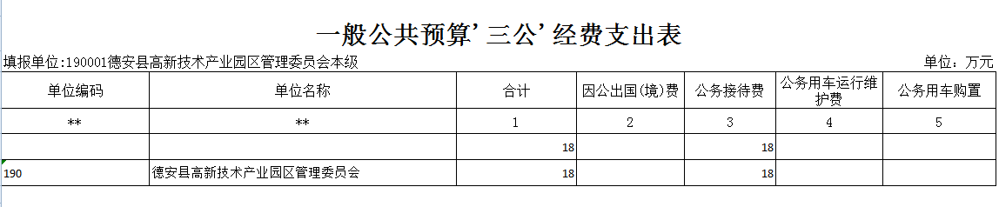 一般公共预算'三公'经费支出表
填报单位:190001德安县高新技术产业园区管理委员会本级 单位：万元
单位编码 单位名称 合计 因公出国(境)费 公务接待费 公务用车运行维护费 公务用车购置
** ** 1 2 3 4 5
18 18
190 德安县高新技术产业园区管理委员会 18 18